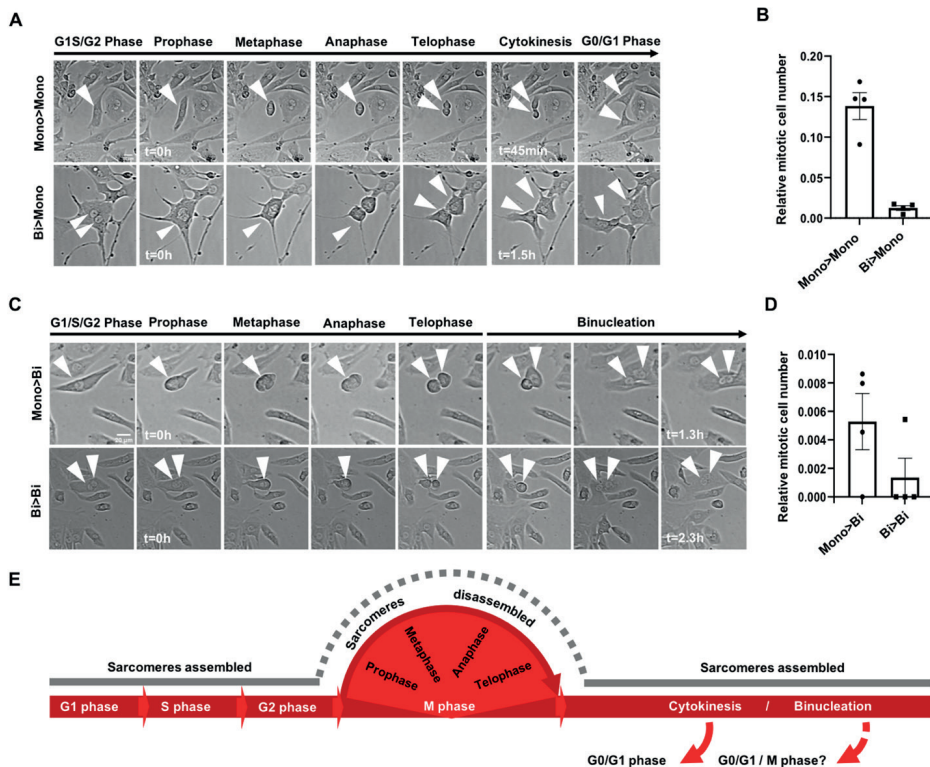 A
G1S/G2 Phase Prophase Metaphase Anaphase Telophase Cytokinesis G0/G1 Phase
Mono>Mono
t=0h
t=45min
Bi>Mono
t=0h
t=1.5h
B
Relative mitotic cell number
0.20
0.15
0.10
0.05
0.00
Mono>Mono
Bi>Mono
C
G1/S/G2 Phase Prophase Metaphase Anaphase Telophase Binucleation
Mono>Bi
t=0h
t=1.3h
Bi>Bi
t=0h
t=2.3h
D
Relative mitotic cell number
0.010
0.008
0.006
0.004
0.002
0.000
Mono>Bi
Bi>Bi
E
Sarcomeres disassembled
Prophase
Metaphase
Anaphase
Telophase
Sarcomeres assembled
Sarcomeres assembled
G1 phase S phase G2 phase M phase Cytokinesis / Binucleation
G0/G1 phase G0/G1 / M phase?